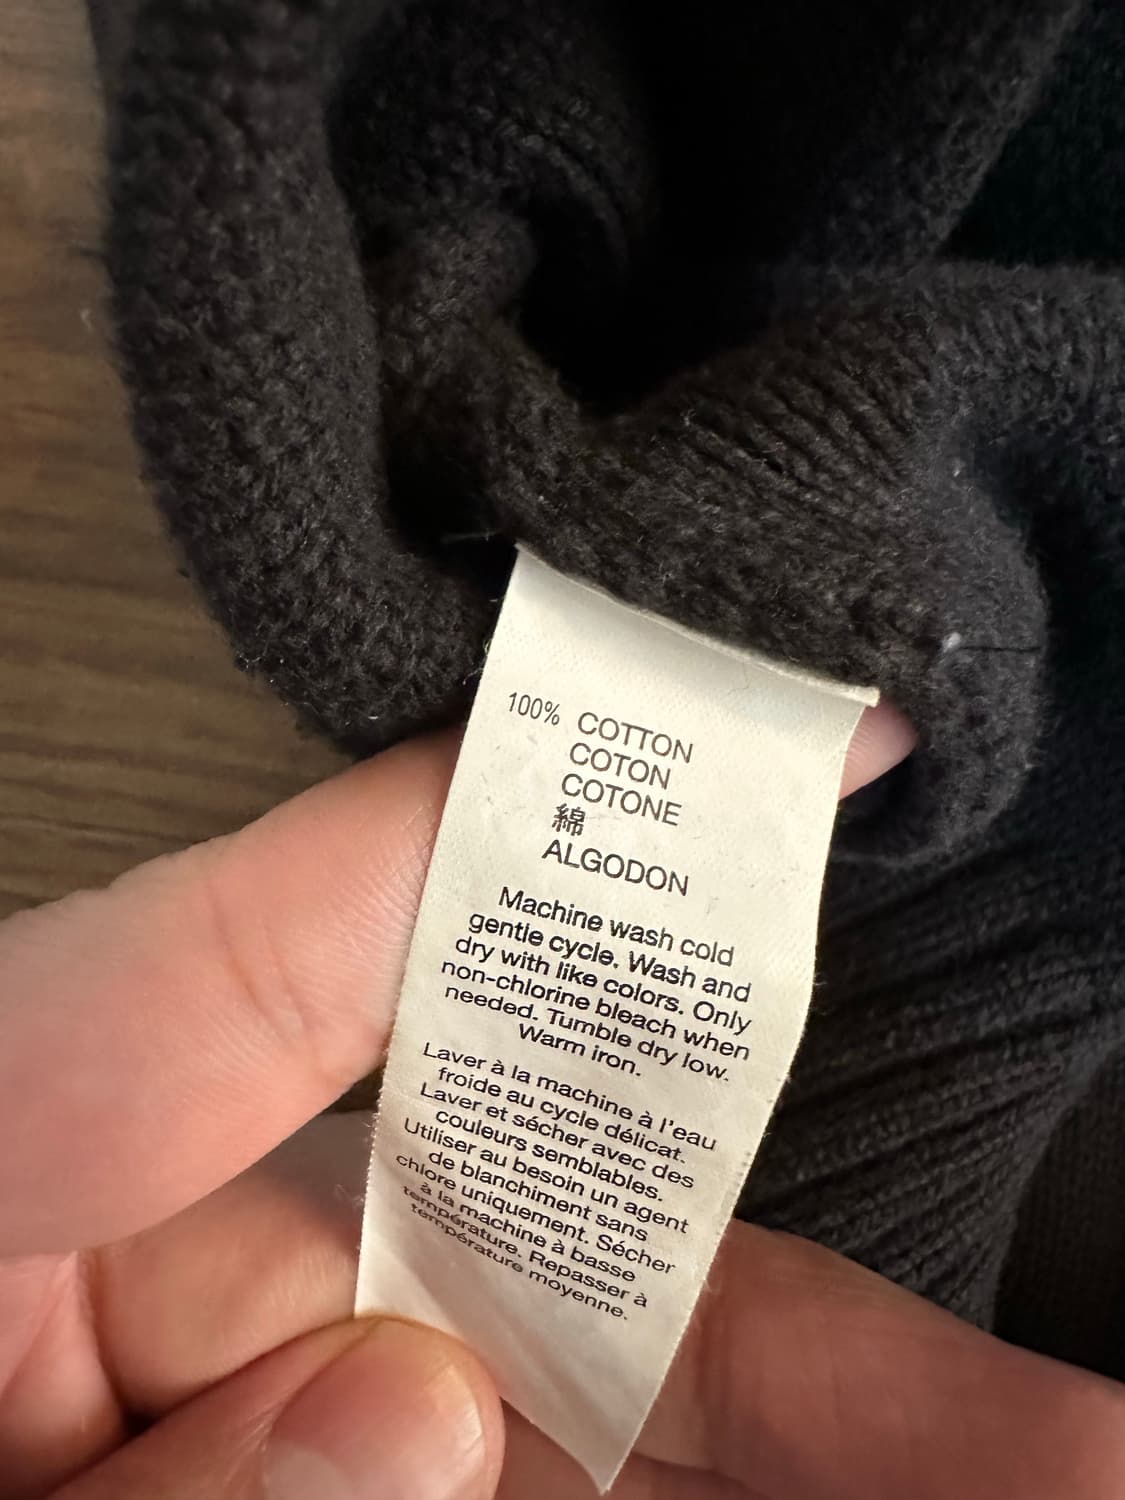 100% COTTON
COTON
COTONE
綿
ALGODON
Machine wash cold
gentle cycle. Wash and
dry with like colors. Only
non-chlorine bleach when
needed. Tumble dry low.
Warm iron.
Laver à la machine à l'eau
froide au cycle délicat.
Laver et sécher avec des
couleurs semblables.
Utiliser au besoin un agent
de blanchiment sans
chlore uniquement. Sécher
à la machine à basse
température. Repasser à
température moyenne.